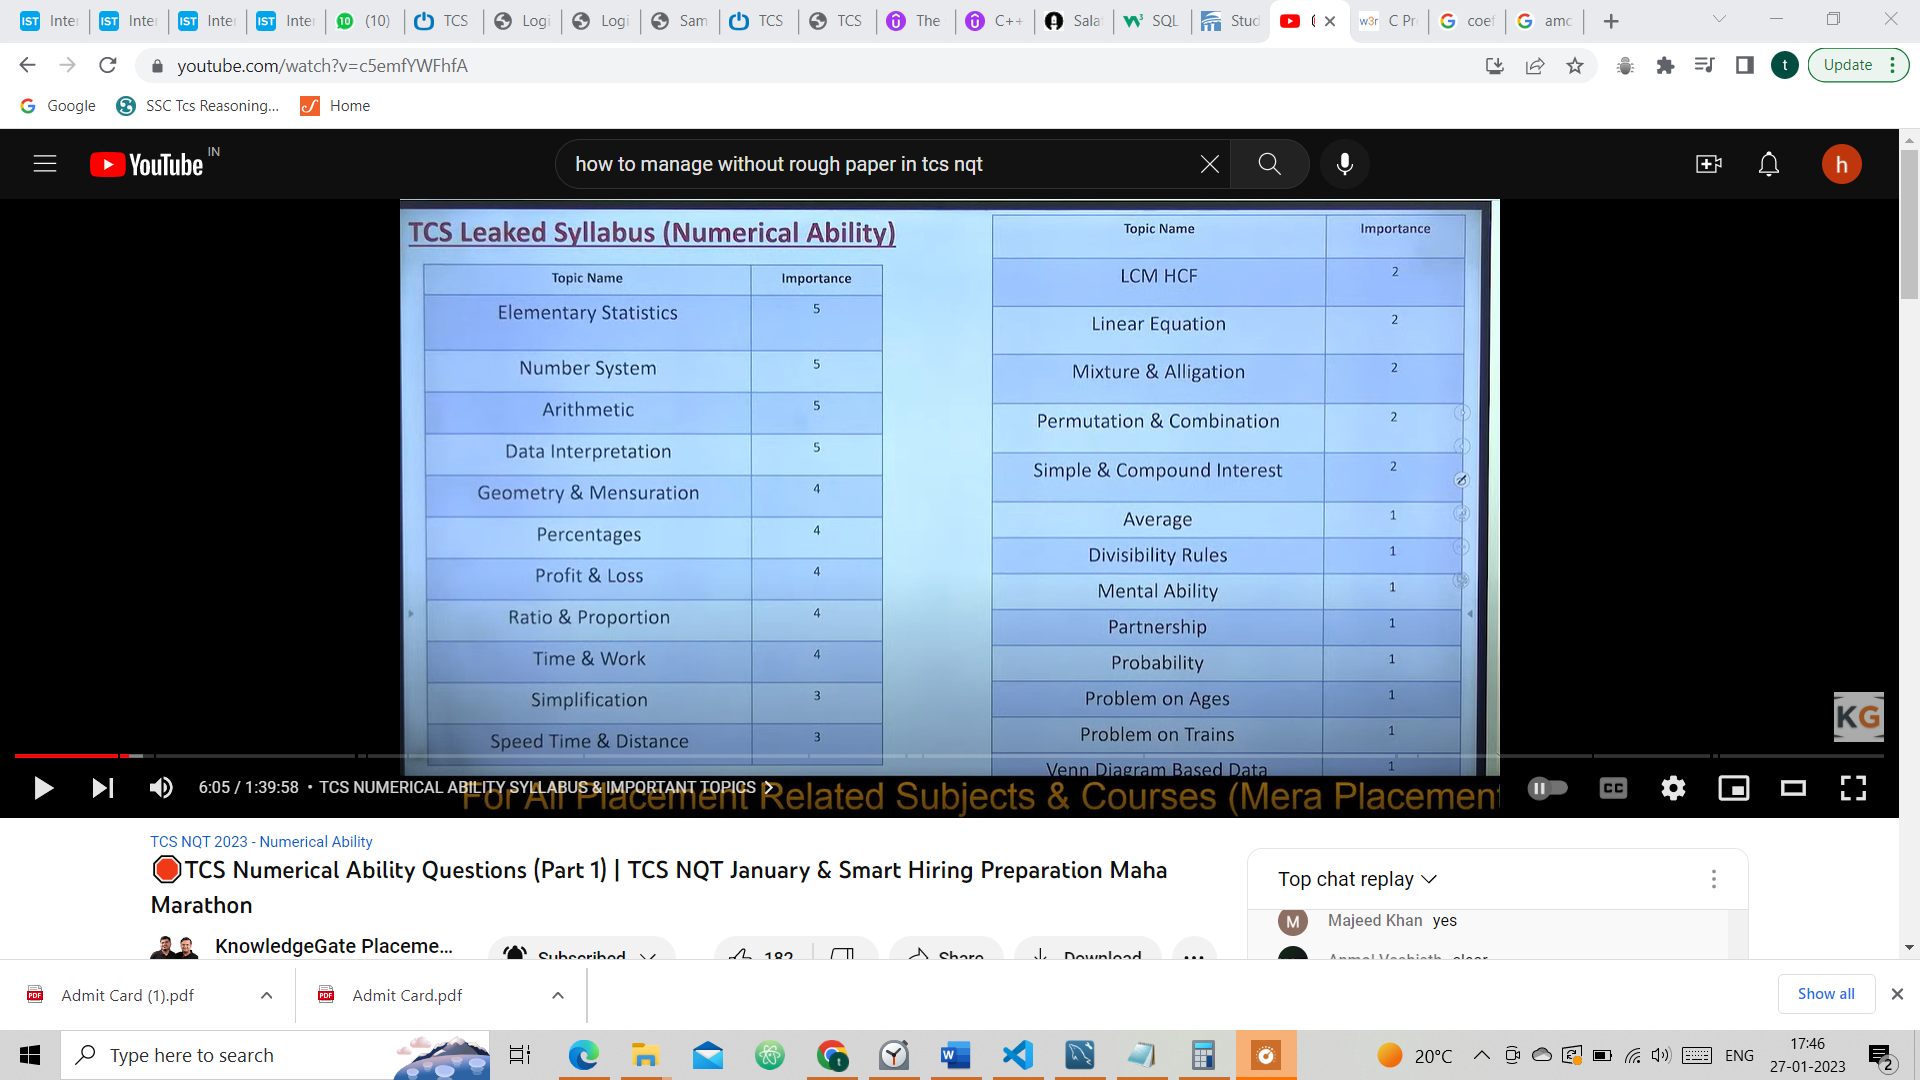 Inter
Inter
Inter
Inter
(10)
TCS
Logi
Logi
Sam
TCS
TCS
The
C++
Sala
SQL
Stud
C Pr
coef
amc
youtube.com/watch?v=c5emfYWFhfA
Update
Google
SSC Tcs Reasoning...
Home
YouTube IN
how to manage without rough paper in tcs nqt
h
TCS Leaked Syllabus (Numerical Ability)
Topic Name Importance
Elementary Statistics 5
Number System 5
Arithmetic 5
Data Interpretation 5
Geometry & Mensuration 4
Percentages 4
Profit & Loss 4
Ratio & Proportion 4
Time & Work 4
Simplification 3
Speed Time & Distance 3
Topic Name Importance
LCM HCF 2
Linear Equation 2
Mixture & Alligation 2
Permutation & Combination 2
Simple & Compound Interest 2
Average 1
Divisibility Rules 1
Mental Ability 1
Partnership 1
Probability 1
Problem on Ages 1
Problem on Trains 1
Venn Diagram Based Data 1
KG
6:05 / 1:39:58 • TCS NUMERICAL ABILITY SYLLABUS & IMPORTANT TOPICS
For All Placement Related Subjects & Courses (Mera Placement
CC
TCS NQT 2023 - Numerical Ability
TCS Numerical Ability Questions (Part 1) | TCS NQT January & Smart Hiring Preparation Maha
Marathon
KnowledgeGate Placeme...
Subscribed
182
Share
Download
Top chat replay
M Majeed Khan yes
Admit Card (1).pdf
Admit Card.pdf
Show all
Type here to search
20°C
ENG
17:46
27-01-2023
2